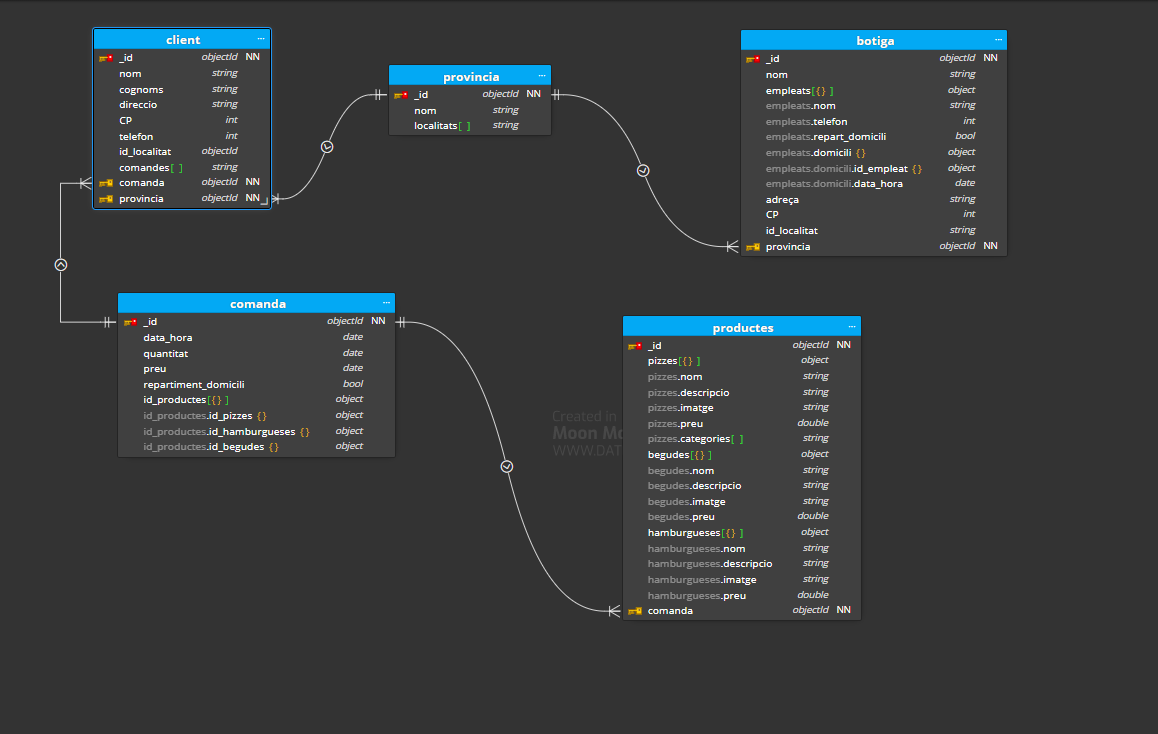 client ...
_id objectId NN
nom string
cognoms string
direccio string
CP int
telefon int
id_localitat objectId
comandes[ ] string
comanda objectId NN
provincia objectId NN
provincia ...
_id objectId NN
nom string
localitats[ ] string
botiga ...
_id objectId NN
nom string
empleats[{} ] object
empleats.nom string
empleats.telefon int
empleats.repart_domicili bool
empleats.domicili {} object
empleats.domicili.id_empleat {} object
empleats.domicili.data_hora date
adreça string
CP int
id_localitat string
provincia objectId NN
comanda ...
_id objectId NN
data_hora date
quantitat date
preu date
repartiment_domicili bool
id_productes[{} ] object
id_productes.id_pizzes {} object
id_productes.id_hamburgueses {} object
id_productes.id_begudes {} object
productes ...
_id objectId NN
pizzes[{} ] object
pizzes.nom string
pizzes.descripcio string
pizzes.imatge string
pizzes.preu double
pizzes.categories[ ] string
begudes[{} ] object
begudes.nom string
begudes.descripcio string
begudes.imatge string
begudes.preu double
hamburgueses[{} ] object
hamburgueses.nom string
hamburgueses.descripcio string
hamburgueses.imatge string
hamburgueses.preu double
comanda objectId NN
Created in
Moon Mo
WWW.DAT